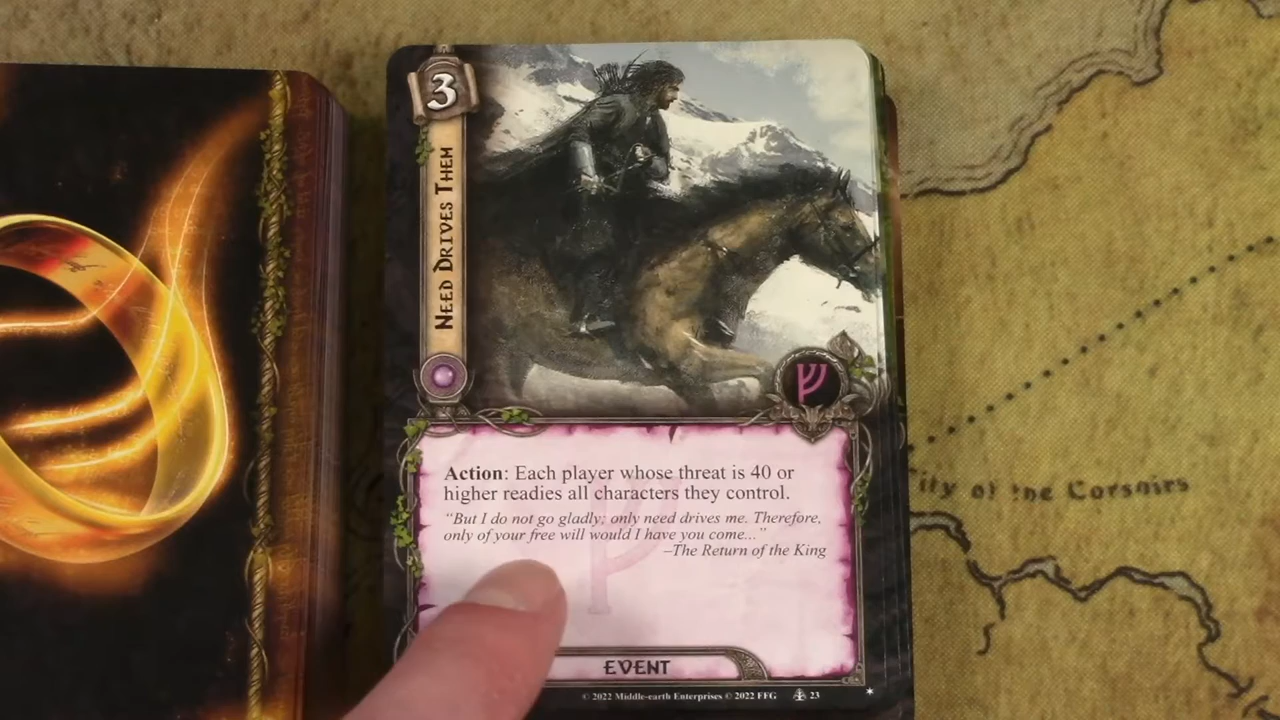 3
NEED DRIVES THEM
Action: Each player whose threat is 40 or
higher readies all characters they control.
"But I do not go gladly; only need drives me. Therefore,
only of your free will would I have you come..."
–The Return of the King
EVENT
© 2022 Middle-earth Enterprises © 2022 FFG 23
ity of the Corsairs